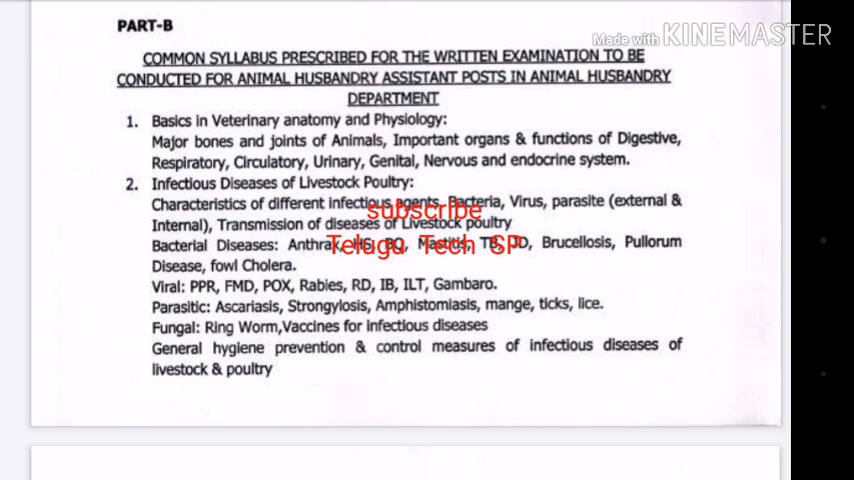 PART-B
Made with KINEMASTER
COMMON SYLLABUS PRESCRIBED FOR THE WRITTEN EXAMINATION TO BE
CONDUCTED FOR ANIMAL HUSBANDRY ASSISTANT POSTS IN ANIMAL HUSBANDRY
DEPARTMENT
1. Basics in Veterinary anatomy and Physiology:
Major bones and joints of Animals, Important organs & functions of Digestive,
Respiratory, Circulatory, Urinary, Genital, Nervous and endocrine system.
2. Infectious Diseases of Livestock Poultry:
Characteristics of different infectious agents, Bacteria, Virus, parasite (external &
subscribe
Internal), Transmission of diseases of Livestock poultry
Bacterial Diseases: Anthrax, HS, BQ, Mastitis, TB, JD, Brucellosis, Pullorum
Telugu Tech SP
Disease, fowl Cholera.
Viral: PPR, FMD, POX, Rabies, RD, IB, ILT, Gambaro.
Parasitic: Ascariasis, Strongylosis, Amphistomiasis, mange, ticks, lice.
Fungal: Ring Worm,Vaccines for infectious diseases
General hygiene prevention & control measures of infectious diseases of
livestock & poultry